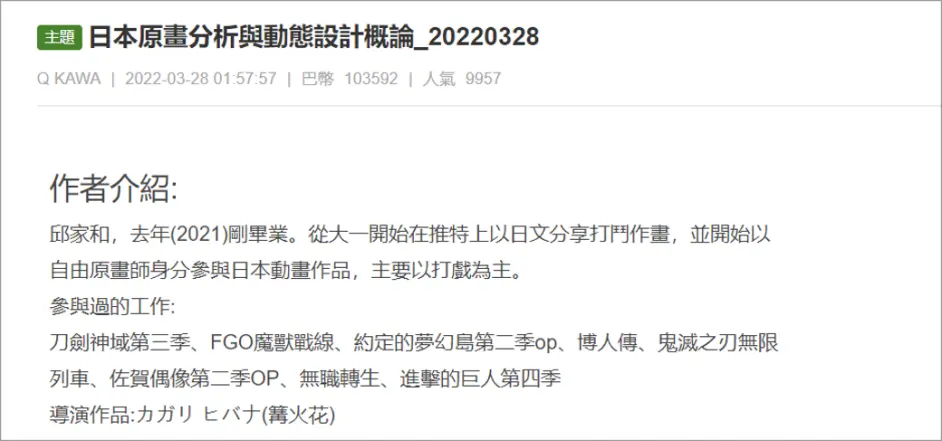 主題 日本原畫分析與動態設計概論_20220328
Q KAWA | 2022-03-28 01:57:57 | 巴幣 103592 | 人氣 9957
作者介紹:
邱家和，去年(2021)剛畢業。從大一開始在推特上以日文分享打鬥作畫，並開始以
自由原畫師身分參與日本動畫作品，主要以打戲為主。
參與過的工作:
刀劍神域第三季、FGO魔獸戰線、約定的夢幻島第二季op、博人傳、鬼滅之刃無限
列車、佐賀偶像第二季OP、無職轉生、進擊的巨人第四季
導演作品:カガリ ヒバナ(篝火花)